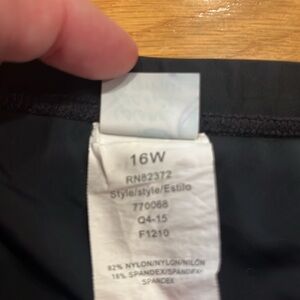 16W
RN82372
Style/style/Estilo
770068
Q4-15
F1210
82% NYLON/NYLON/NILON
18% SPANDEX/SPANDEX/
SPANDEX